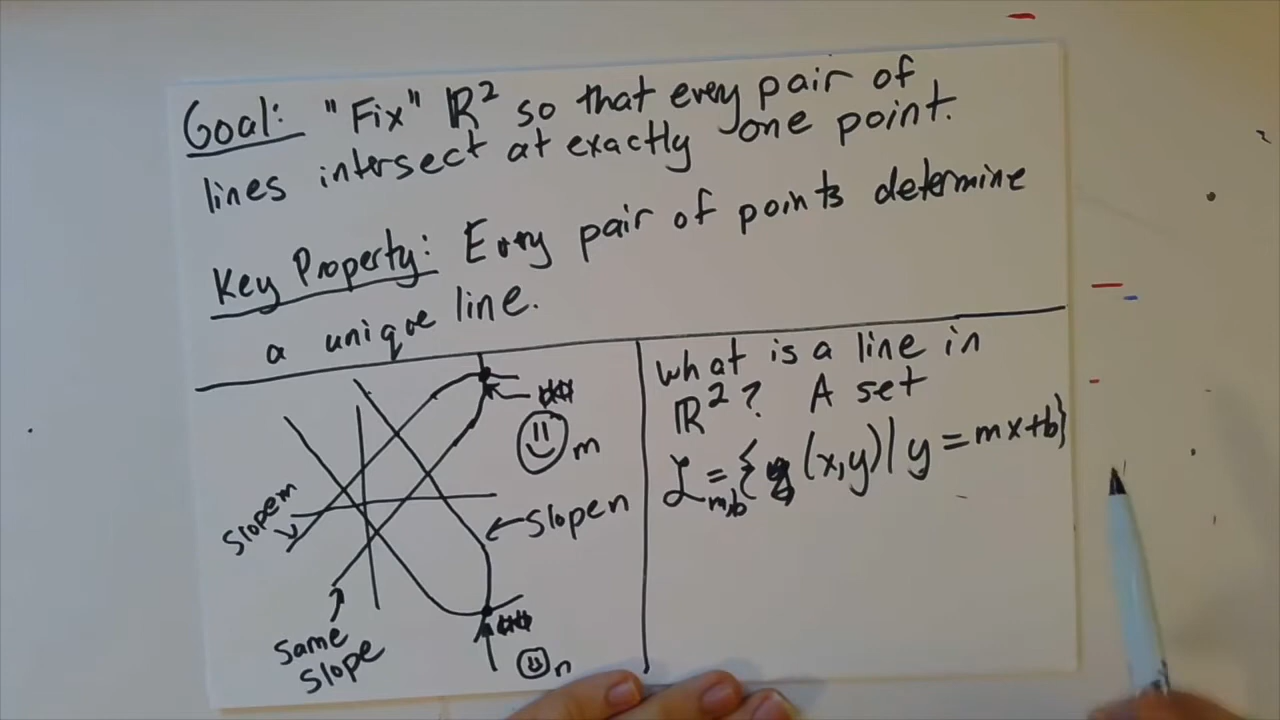 Goal: "Fix" ℝ² so that every pair of
lines intersect at exactly one point.
Key Property: Every pair of points determine
a unique line.
m
Slope m
← Slope n
Same
Slope
n
What is a line in
ℝ²? A set
ℒm,b = { (x,y) | y = mx+b}